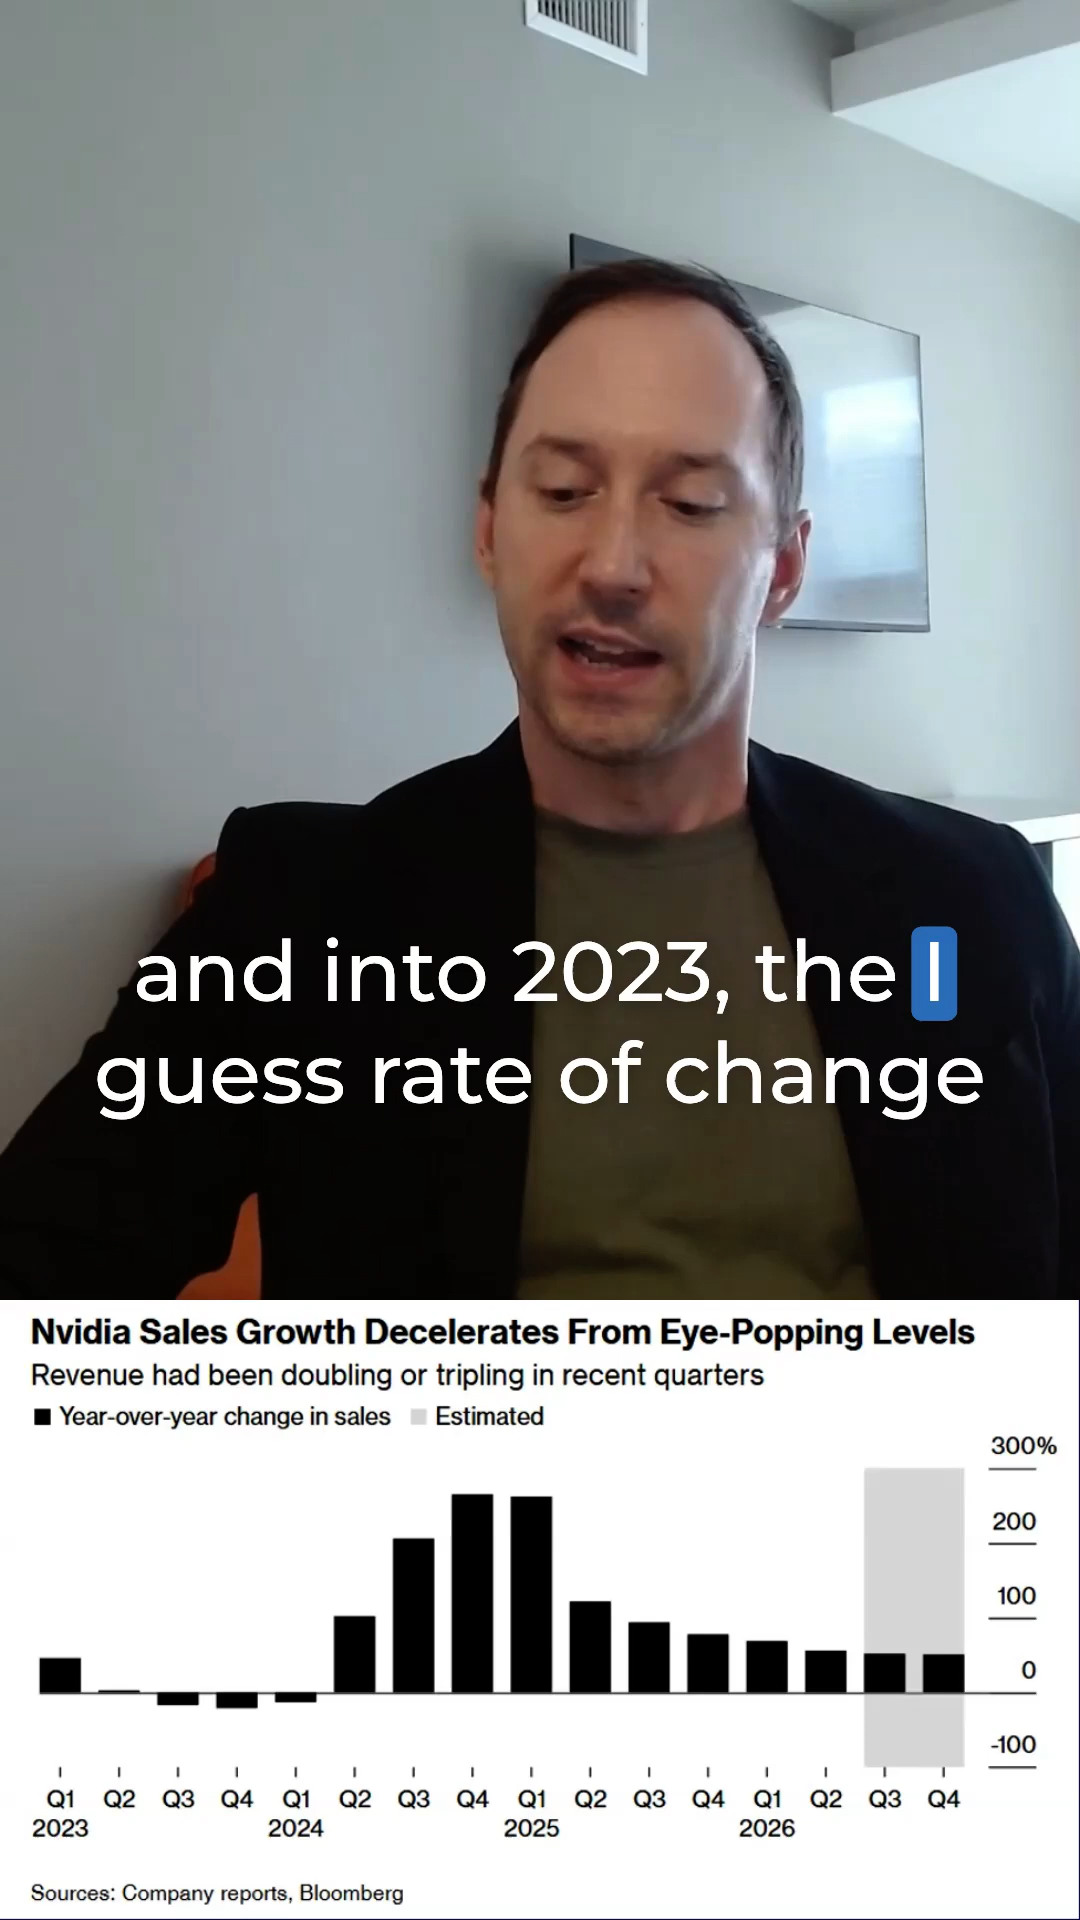 and into 2023, the I
guess rate of change
Nvidia Sales Growth Decelerates From Eye-Popping Levels
Revenue had been doubling or tripling in recent quarters
Year-over-year change in sales Estimated
300%
200
100
0
-100
Q1 Q2 Q3 Q4 Q1 Q2 Q3 Q4 Q1 Q2 Q3 Q4 Q1 Q2 Q3 Q4
2023 2024 2025 2026
Sources: Company reports, Bloomberg